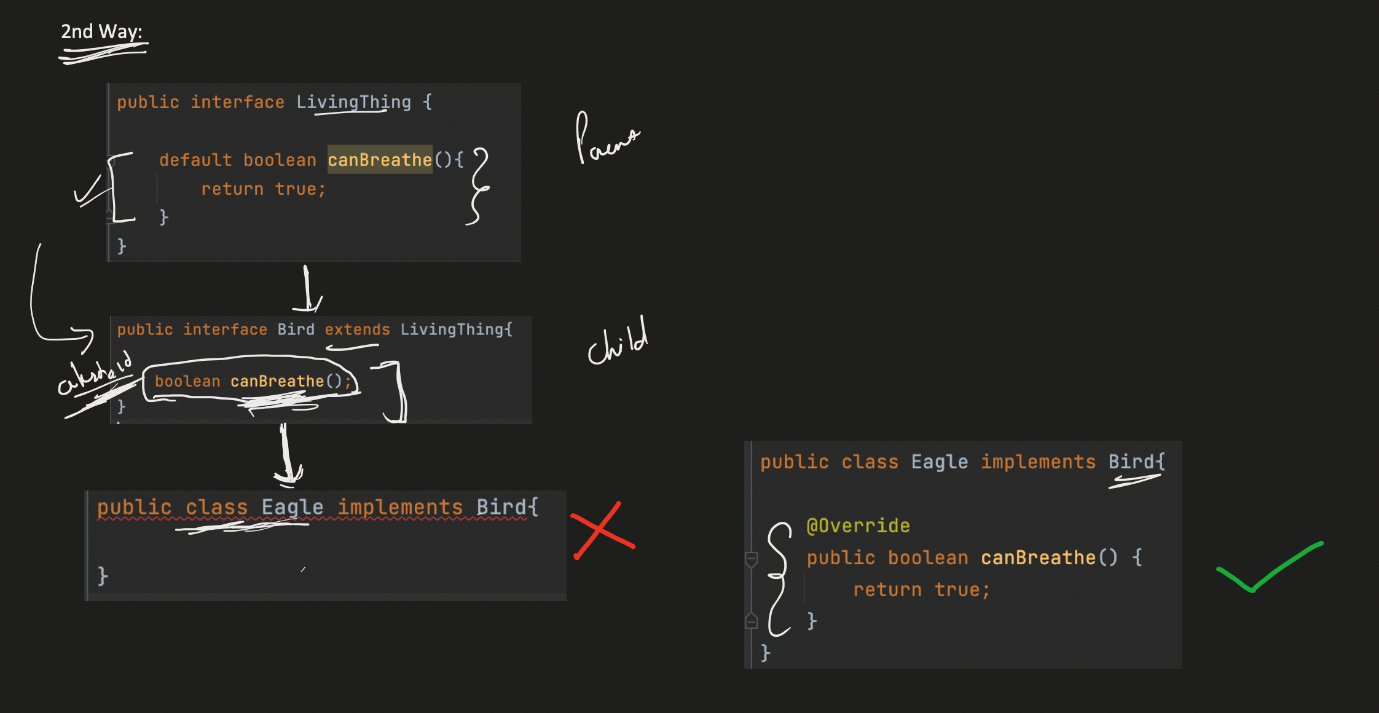 2nd Way:
public interface LivingThing {
default boolean canBreathe(){
return true;
}
}
public interface Bird extends LivingThing{
boolean canBreathe();
}
child
public class Eagle implements Bird{
}
public class Eagle implements Bird{
@Override
public boolean canBreathe() {
return true;
}
}